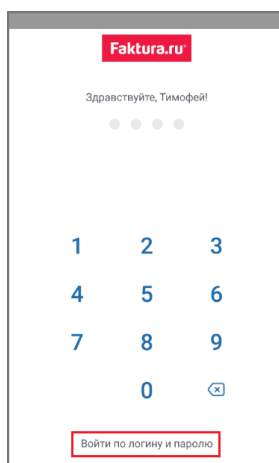 Faktura.ru
Здравствуйте, Тимофей!
1 2 3
4 5 6
7 8 9
0
Войти по логину и паролю